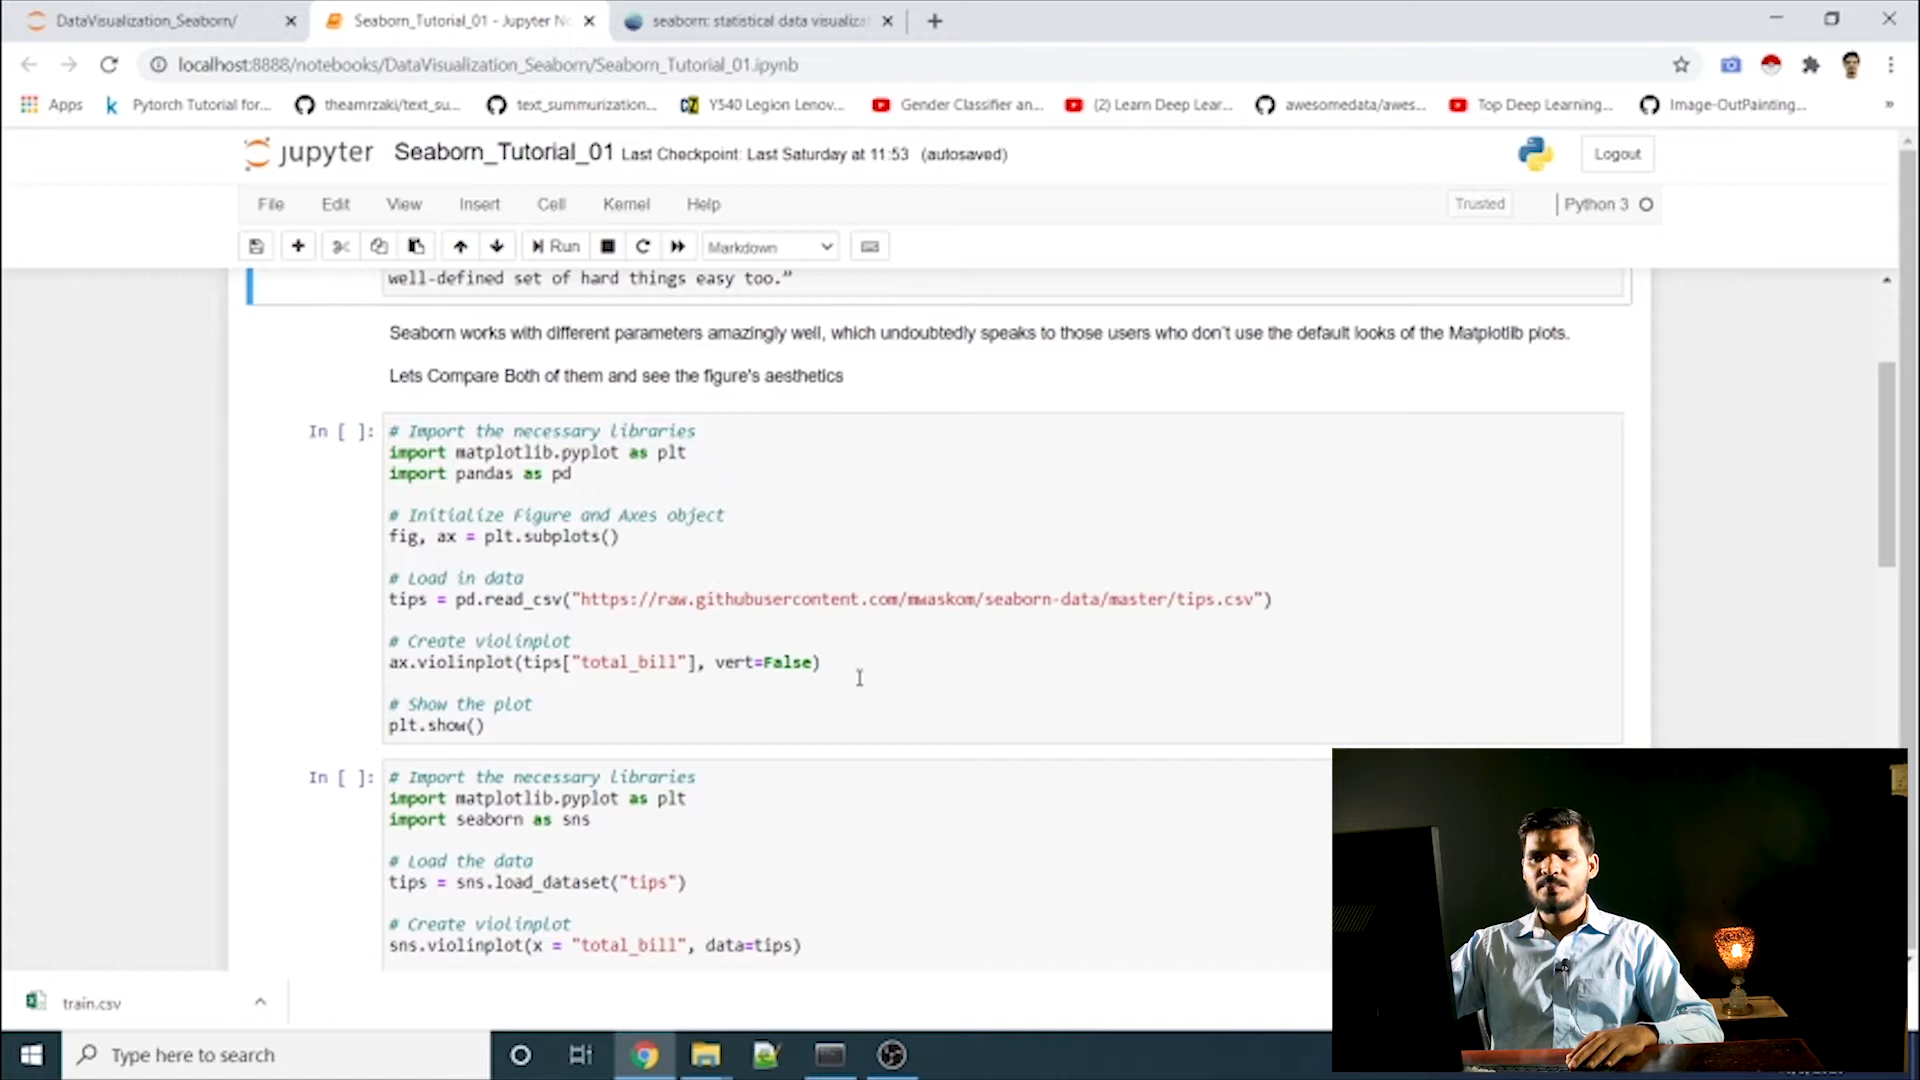 DataVisualization_Seaborn/
Seaborn_Tutorial_01 - Jupyter No
seaborn: statistical data visualiza
localhost:8888/notebooks/DataVisualization_Seaborn/Seaborn_Tutorial_01.ipynb
Apps
Pytorch Tutorial for...
theamrzaki/text_su...
text_summurization...
Y540 Legion Lenov...
Gender Classifier an...
(2) Learn Deep Lear...
awesomedata/awes...
Top Deep Learning...
Image-OutPainting...
»
jupyter Seaborn_Tutorial_01 Last Checkpoint: Last Saturday at 11:53 (autosaved)
Logout
File Edit View Insert Cell Kernel Help
Trusted
Python 3
Run
Markdown
well-defined set of hard things easy too.”
Seaborn works with different parameters amazingly well, which undoubtedly speaks to those users who don't use the default looks of the Matplotlib plots.
Lets Compare Both of them and see the figure's aesthetics
In [ ]:
# Import the necessary libraries
import matplotlib.pyplot as plt
import pandas as pd
# Initialize Figure and Axes object
fig, ax = plt.subplots()
# Load in data
tips = pd.read_csv("https://raw.githubusercontent.com/mwaskom/seaborn-data/master/tips.csv")
# Create violinplot
ax.violinplot(tips["total_bill"], vert=False)
# Show the plot
plt.show()
In [ ]:
# Import the necessary libraries
import matplotlib.pyplot as plt
import seaborn as sns
# Load the data
tips = sns.load_dataset("tips")
# Create violinplot
sns.violinplot(x = "total_bill", data=tips)
train.csv
Type here to search